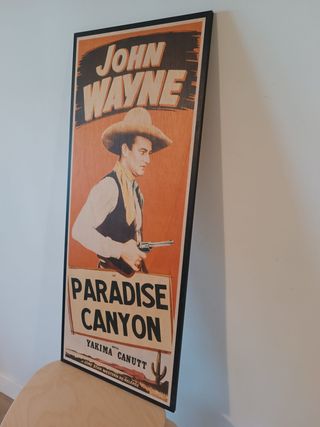 JOHN
WAYNE
PARADISE
CANYON
YAKIMA CANUTT